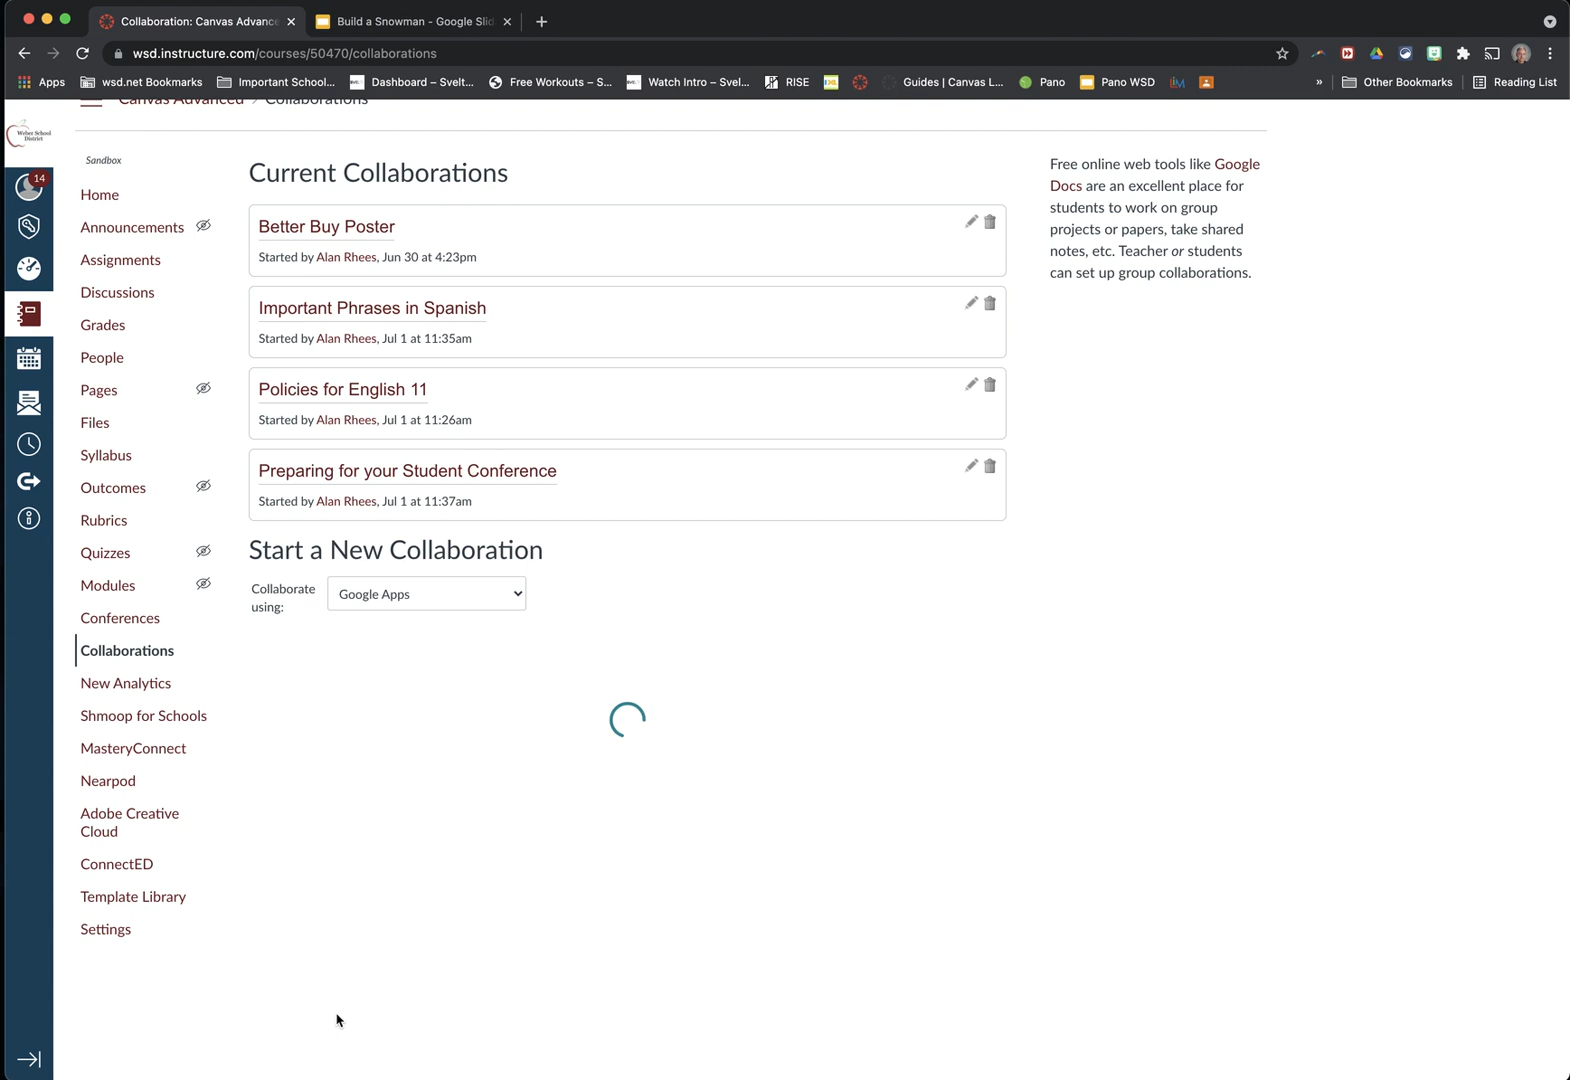 Collaboration: Canvas Advance
Build a Snowman - Google Slid
wsd.instructure.com/courses/50470/collaborations
Apps
wsd.net Bookmarks
Important School...
Dashboard – Svelt...
Free Workouts – S...
Watch Intro – Svel...
RISE
Guides | Canvas L...
Pano
Pano WSD
»
Other Bookmarks
Reading List
Canvas Advanced › Collaborations
Weber School
District
14
Sandbox
Home
Announcements
Assignments
Discussions
Grades
People
Pages
Files
Syllabus
Outcomes
Rubrics
Quizzes
Modules
Conferences
Collaborations
New Analytics
Shmoop for Schools
MasteryConnect
Nearpod
Adobe Creative
Cloud
ConnectED
Template Library
Settings
Current Collaborations
Better Buy Poster
Started by Alan Rhees, Jun 30 at 4:23pm
Important Phrases in Spanish
Started by Alan Rhees, Jul 1 at 11:35am
Policies for English 11
Started by Alan Rhees, Jul 1 at 11:26am
Preparing for your Student Conference
Started by Alan Rhees, Jul 1 at 11:37am
Start a New Collaboration
Collaborate
using:
Google Apps
Free online web tools like Google
Docs are an excellent place for
students to work on group
projects or papers, take shared
notes, etc. Teacher or students
can set up group collaborations.